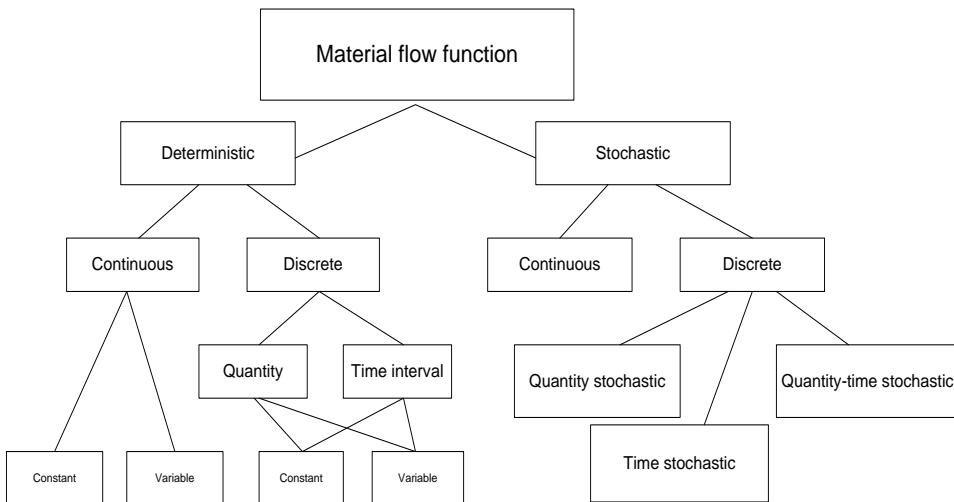 Material flow function
Deterministic
Stochastic
Continuous
Discrete
Continuous
Discrete
Quantity
Time interval
Quantity stochastic
Quantity-time stochastic
Time stochastic
Constant
Variable
Constant
Variable